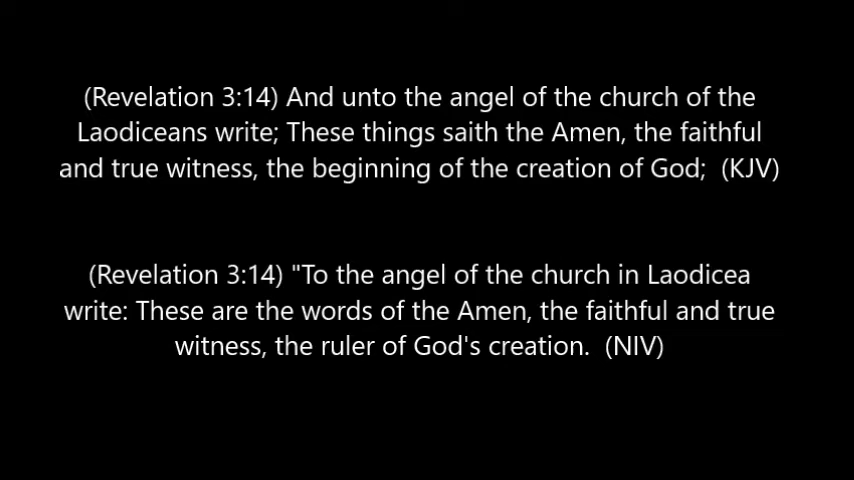 (Revelation 3:14) And unto the angel of the church of the
Laodiceans write; These things saith the Amen, the faithful
and true witness, the beginning of the creation of God;  (KJV)
(Revelation 3:14) "To the angel of the church in Laodicea
write: These are the words of the Amen, the faithful and true
witness, the ruler of God's creation.  (NIV)